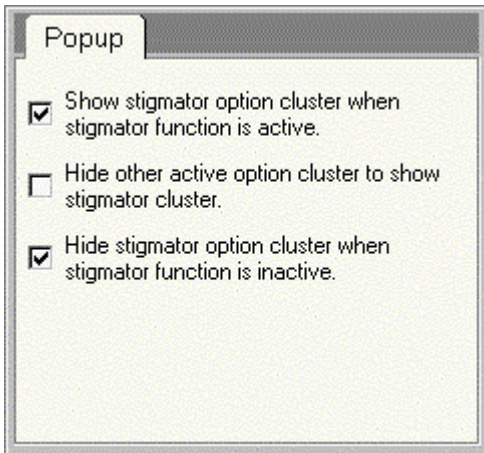 Popup
Show stigmator option cluster when
stigmator function is active.
Hide other active option cluster to show
stigmator cluster.
Hide stigmator option cluster when
stigmator function is inactive.